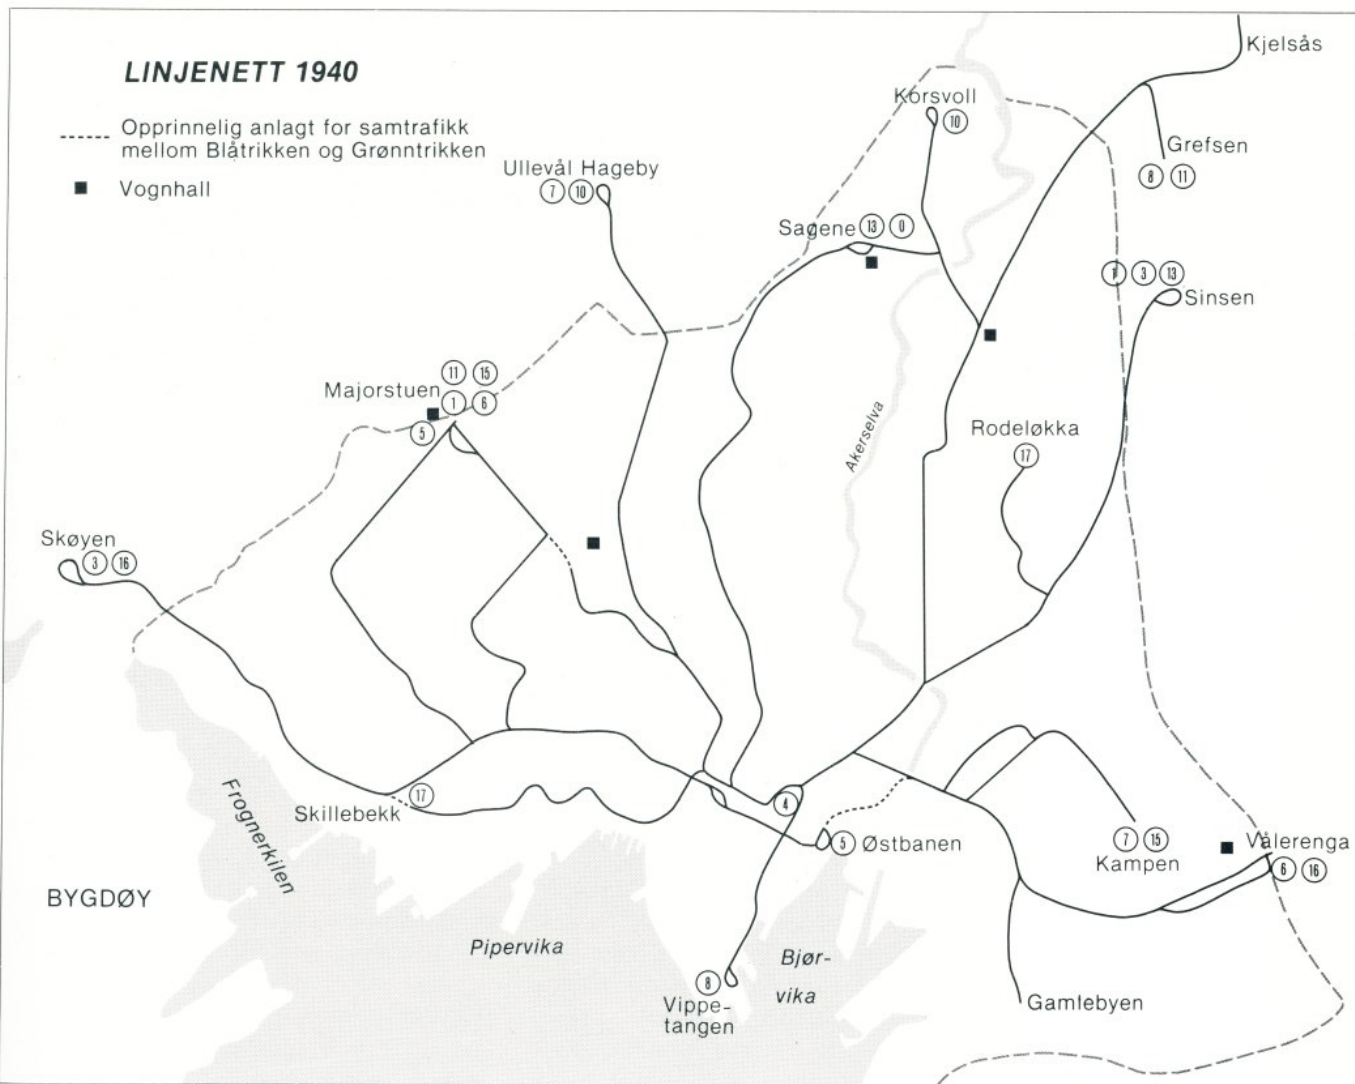 LINJENETT 1940
Opprinnelig anlagt for samtrafikk
mellom Blåtrikken og Grønntrikken
Vognhall
Kjelsås
Korsvoll
10
Grefsen
8 11
Ullevål Hageby
7 10
Sagene 13 0
1 3 13
Sinsen
11 15
Majorstuen
1 6
5
Akerselva
Rodeløkka
17
Skøyen
3 16
Frognerkilen
Skillebekk
17
4
5 Østbanen
7 15
Kampen
Vålerenga
6 16
BYGDØY
Pipervika
Bjør-
vika
8
Vippe-
tangen
Gamlebyen